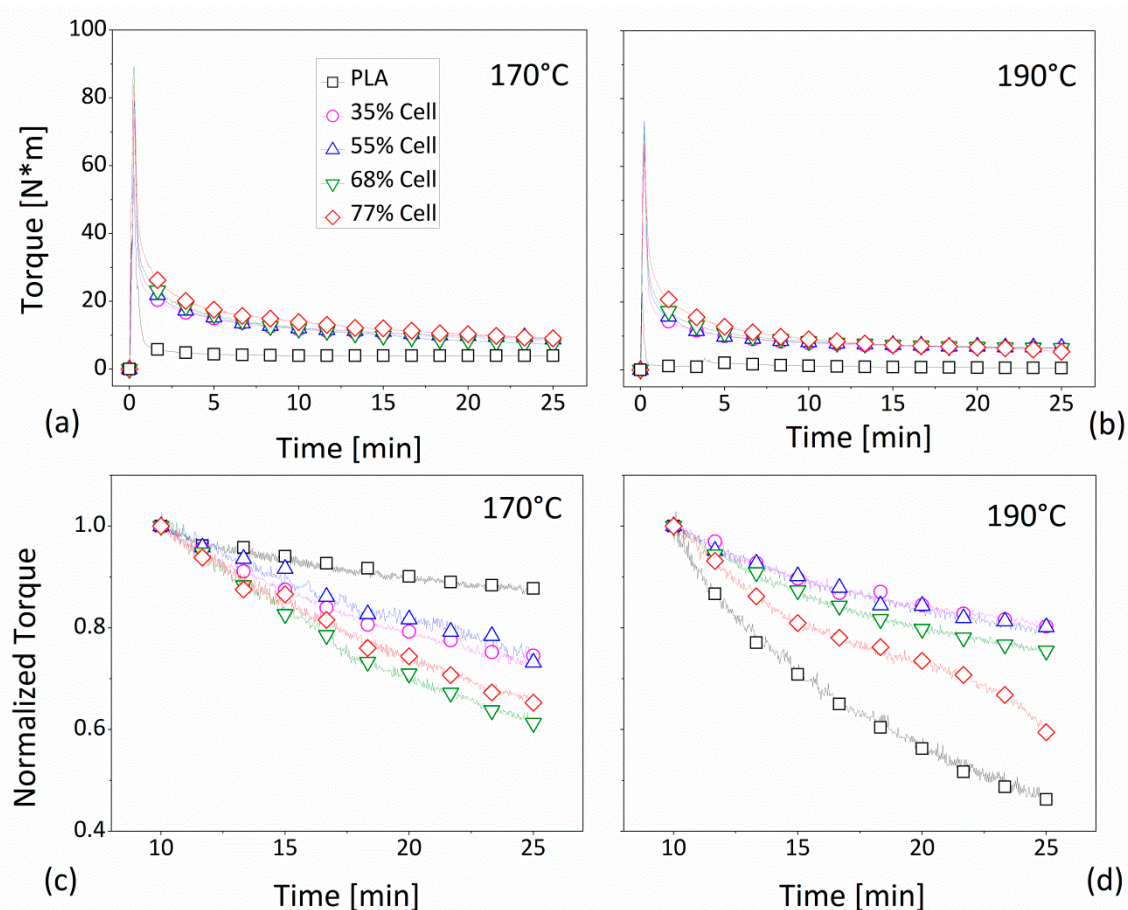 100
80
60
40
20
0
Torque [N*m]
170°C
PLA
35% Cell
55% Cell
68% Cell
77% Cell
0 5 10 15 20 25
Time [min]
(a)
190°C
0 5 10 15 20 25
Time [min]
(b)
1.0
0.8
0.6
0.4
Normalized Torque
170°C
10 15 20 25
Time [min]
(c)
190°C
10 15 20 25
Time [min]
(d)